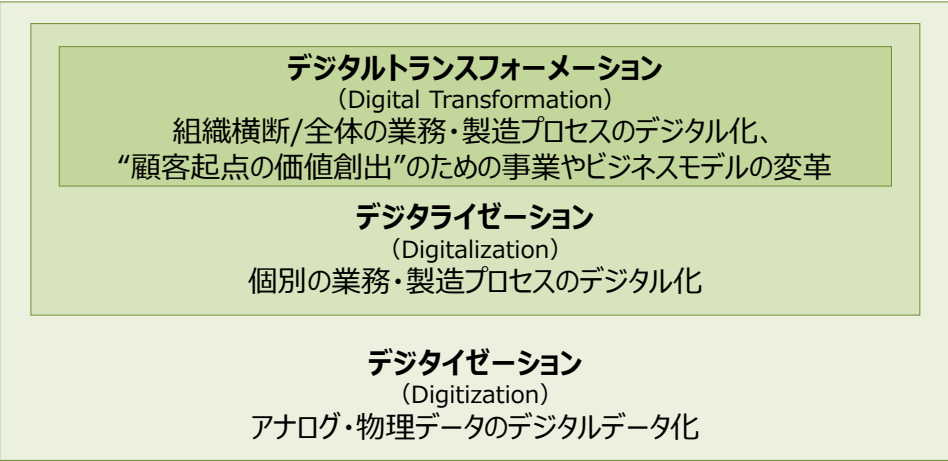 デジタルトランスフォーメーション
（Digital Transformation）
組織横断/全体の業務・製造プロセスのデジタル化、
“顧客起点の価値創出”のための事業やビジネスモデルの変革
デジタライゼーション
（Digitalization）
個別の業務・製造プロセスのデジタル化
デジタイゼーション
（Digitization）
アナログ・物理データのデジタルデータ化